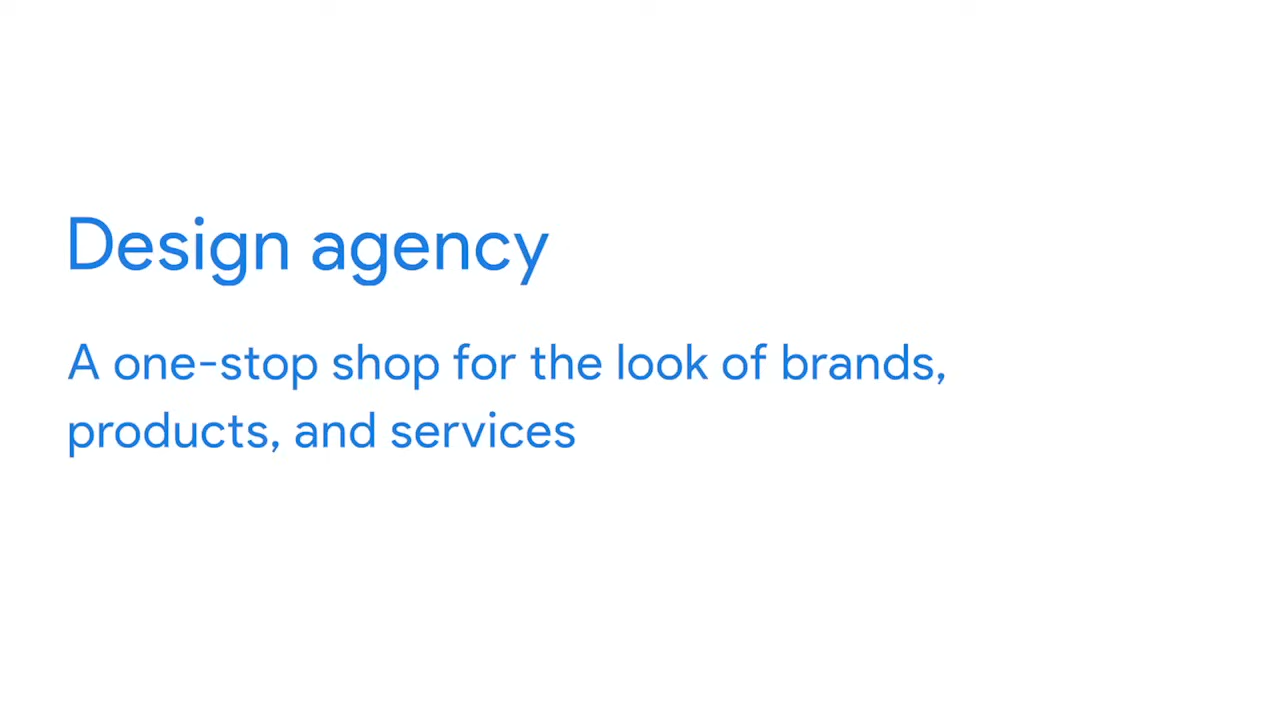 Design agency
A one-stop shop for the look of brands,
products, and services